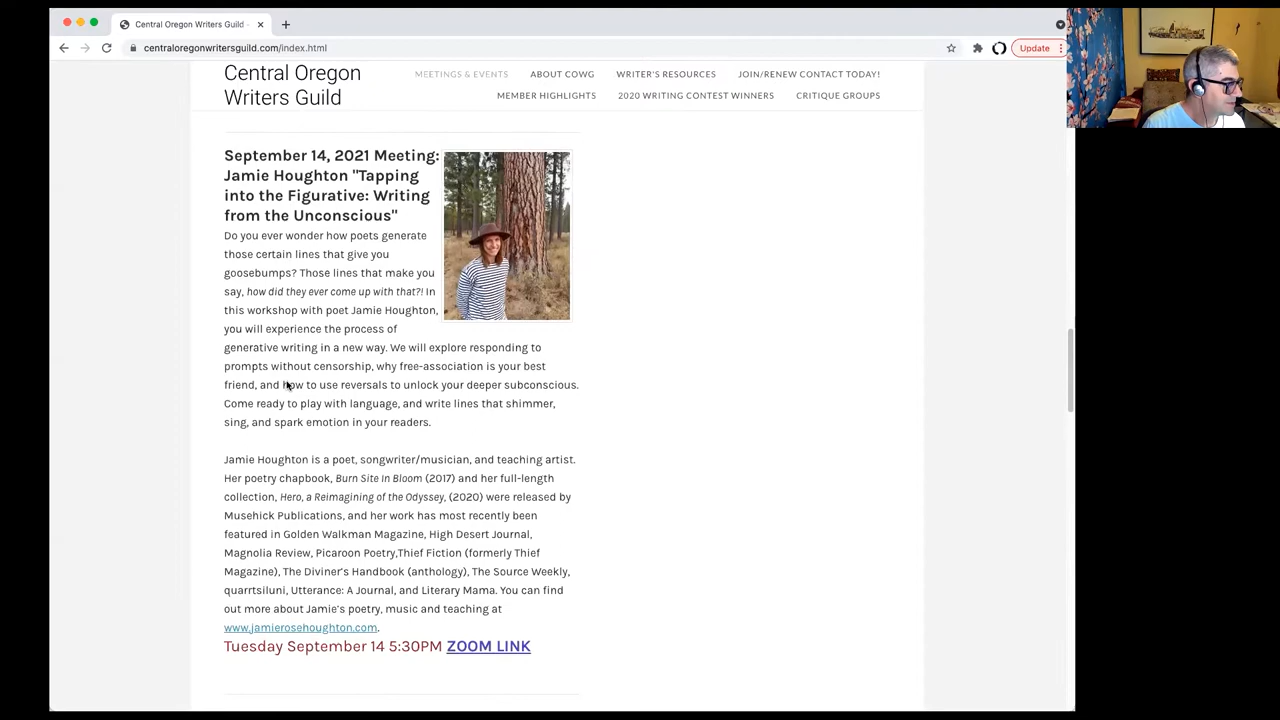 Central Oregon Writers Guild -
centraloregonwritersguild.com/index.html
Update
Central Oregon
Writers Guild
MEETINGS & EVENTS
ABOUT COWG
WRITER'S RESOURCES
JOIN/RENEW CONTACT TODAY!
MEMBER HIGHLIGHTS
2020 WRITING CONTEST WINNERS
CRITIQUE GROUPS
September 14, 2021 Meeting:
Jamie Houghton "Tapping
into the Figurative: Writing
from the Unconscious"
Do you ever wonder how poets generate
those certain lines that give you
goosebumps? Those lines that make you
say, how did they ever come up with that?! In
this workshop with poet Jamie Houghton,
you will experience the process of
generative writing in a new way. We will explore responding to
prompts without censorship, why free-association is your best
friend, and how to use reversals to unlock your deeper subconscious.
Come ready to play with language, and write lines that shimmer,
sing, and spark emotion in your readers.
Jamie Houghton is a poet, songwriter/musician, and teaching artist.
Her poetry chapbook, Burn Site In Bloom (2017) and her full-length
collection, Hero, a Reimagining of the Odyssey, (2020) were released by
Musehick Publications, and her work has most recently been
featured in Golden Walkman Magazine, High Desert Journal,
Magnolia Review, Picaroon Poetry,Thief Fiction (formerly Thief
Magazine), The Diviner's Handbook (anthology), The Source Weekly,
quarrtsiluni, Utterance: A Journal, and Literary Mama. You can find
out more about Jamie's poetry, music and teaching at
www.jamierosehoughton.com.
Tuesday September 14 5:30PM ZOOM LINK